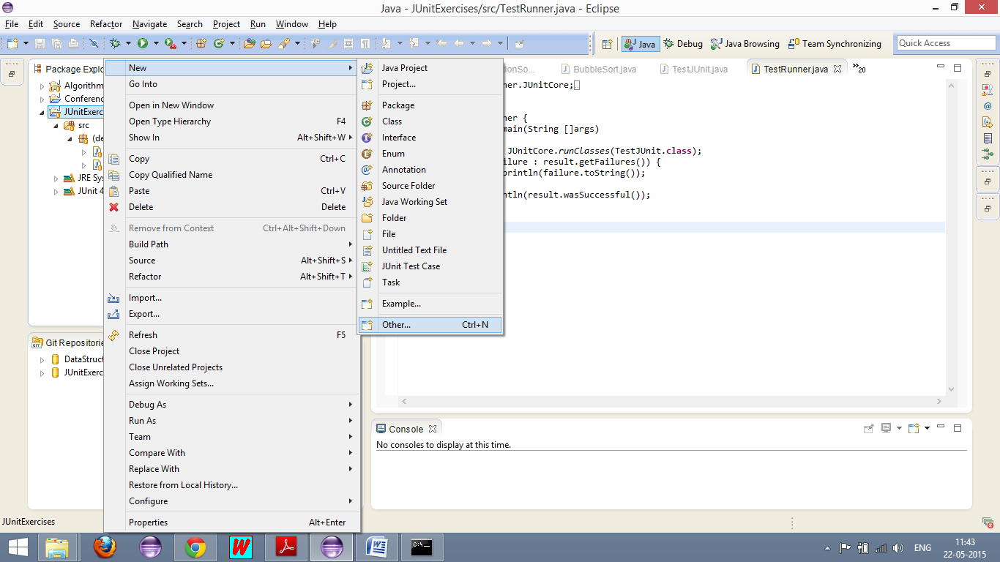 Java - JUnitExercises/src/TestRunner.java - Eclipse
File Edit Source Refactor Navigate Search Project Run Window Help
Quick Access
Java Debug Java Browsing Team Synchronizing
Package Explo
Algorithm
Conferenc
JUnitExerc
src
(de
JRE Sys
JUnit 4
Git Repositorie
DataStruct
JUnitExerc
New
Go Into
Open in New Window
Open Type Hierarchy F4
Show In Alt+Shift+W
Copy Ctrl+C
Copy Qualified Name
Paste Ctrl+V
Delete Delete
Remove from Context Ctrl+Alt+Shift+Down
Build Path
Source Alt+Shift+S
Refactor Alt+Shift+T
Import...
Export...
Refresh F5
Close Project
Close Unrelated Projects
Assign Working Sets...
Debug As
Run As
Team
Compare With
Replace With
Restore from Local History...
Configure
Properties Alt+Enter
Java Project
Project...
Package
Class
Interface
Enum
Annotation
Source Folder
Java Working Set
Folder
File
Untitled Text File
JUnit Test Case
Task
Example...
Other... Ctrl+N
tionSo... BubbleSort.java TestJUnit.java TestRunner.java »20
ner.JUnitCore;
ner {
main(String []args)
JUnitCore.runClasses(TestJUnit.class);
ilure : result.getFailures()) {
println(failure.toString());
ntln(result.wasSuccessful());
Console
No consoles to display at this time.
JUnitExercises
ENG
11:43
22-05-2015